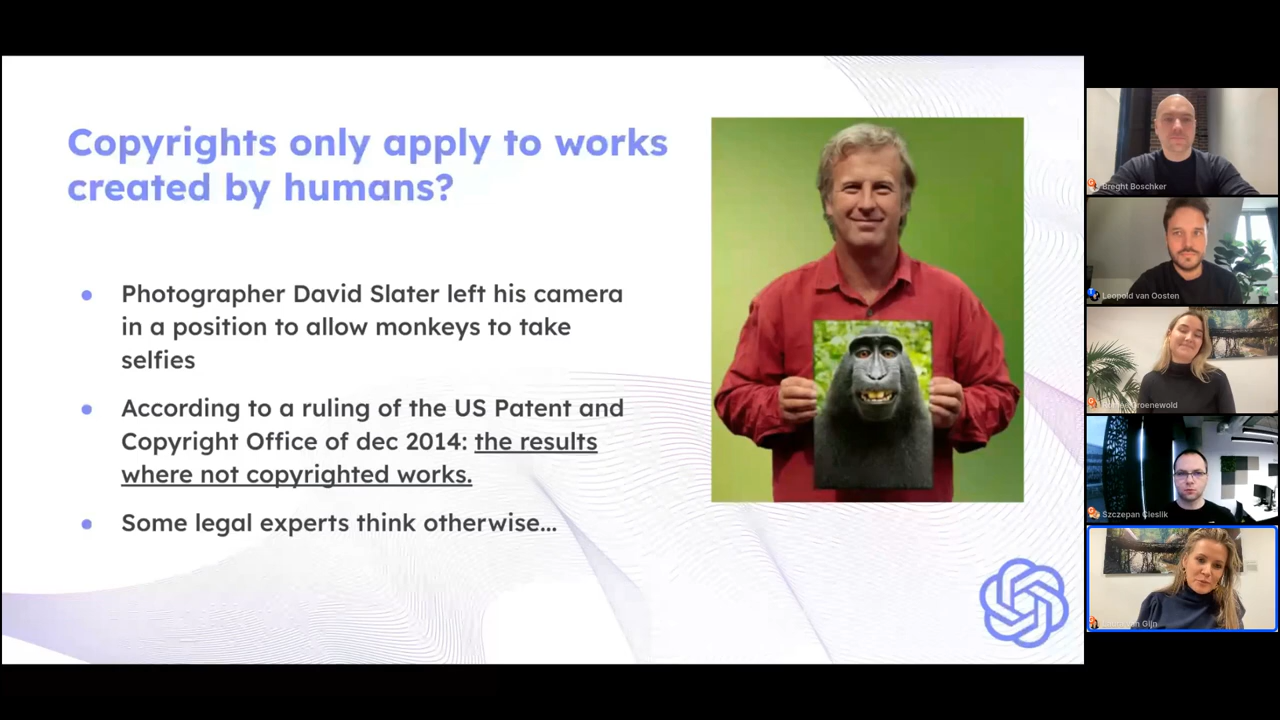 Copyrights only apply to works
created by humans?
Photographer David Slater left his camera
in a position to allow monkeys to take
selfies
According to a ruling of the US Patent and
Copyright Office of dec 2014: the results
where not copyrighted works.
Some legal experts think otherwise...
Breght Boschker
Leopold van Oosten
Groenewold
Szczepan Cieslik
Gijn